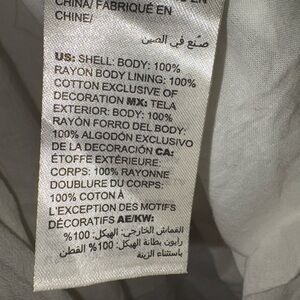 CHINA/ FABRIQUÉ EN
CHINE/
صنع في الصين
US: SHELL: BODY: 100%
RAYON BODY LINING: 100%
COTTON EXCLUSIVE OF
DECORATION MX: TELA
EXTERIOR: BODY: 100%
RAYÓN FORRO DEL BODY:
100% ALGODÓN EXCLUSIVO
DE LA DECORACIÓN CA:
ÉTOFFE EXTÉRIEURE:
CORPS: 100% RAYONNE
DOUBLURE DU CORPS:
100% COTON À
L'EXCEPTION DES MOTIFS
DÉCORATIFS AE/KW:
القماش الخارجي: الهيكل: 100%
رايون بطانة الهيكل: 100% القطن
باستثناء الزينة